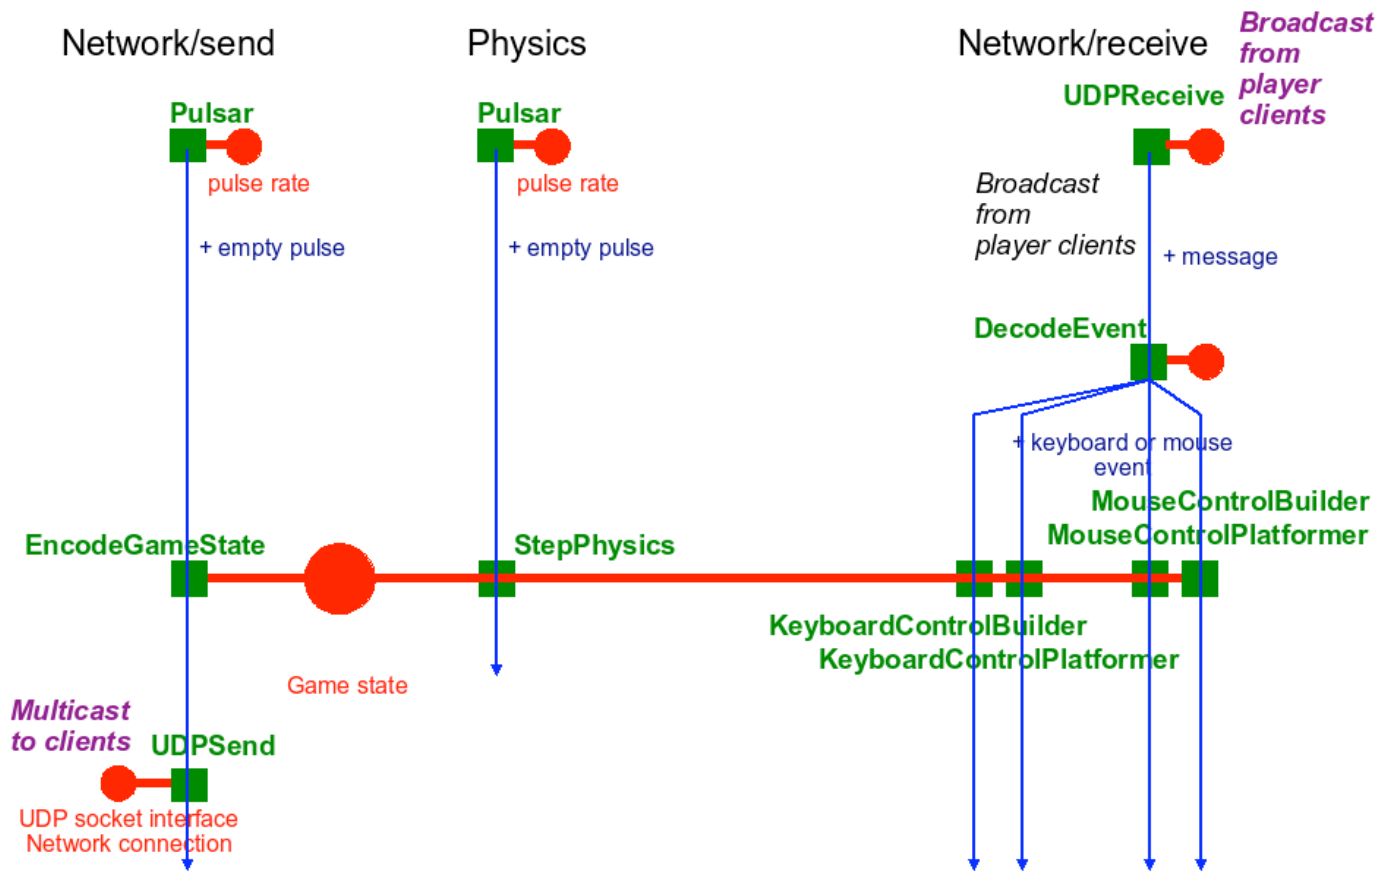 Network/send
Physics
Network/receive
Broadcast
from
player
clients
Pulsar
Pulsar
UDPReceive
pulse rate
pulse rate
Broadcast
from
player clients
+ empty pulse
+ empty pulse
+ message
DecodeEvent
+ keyboard or mouse
event
MouseControlBuilder
MouseControlPlatformer
EncodeGameState
StepPhysics
KeyboardControlBuilder
KeyboardControlPlatformer
Game state
Multicast
to clients
UDPSend
UDP socket interface
Network connection